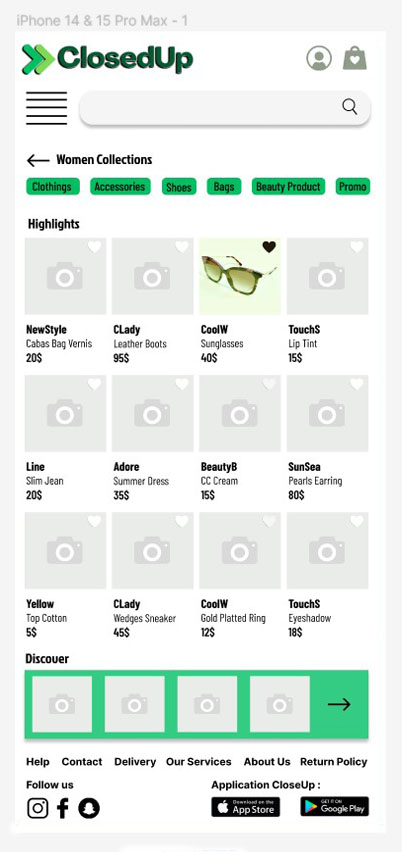 iPhone 14 & 15 Pro Max - 1
ClosedUp
Women Collections
Clothings Accessories Shoes Bags Beauty Product Promo
Highlights
NewStyle CLady CoolW TouchS
Cabas Bag Vernis Leather Boots Sunglasses Lip Tint
20$ 95$ 40$ 15$
Line Adore BeautyB SunSea
Slim Jean Summer Dress CC Cream Pearls Earring
20$ 35$ 15$ 80$
Yellow CLady CoolW TouchS
Top Cotton Wedges Sneaker Gold Platted Ring Eyeshadow
5$ 45$ 12$ 18$
Discover
Help Contact Delivery Our Services About Us Return Policy
Follow us Application CloseUp :
Download on the App Store GET IT ON Google Play